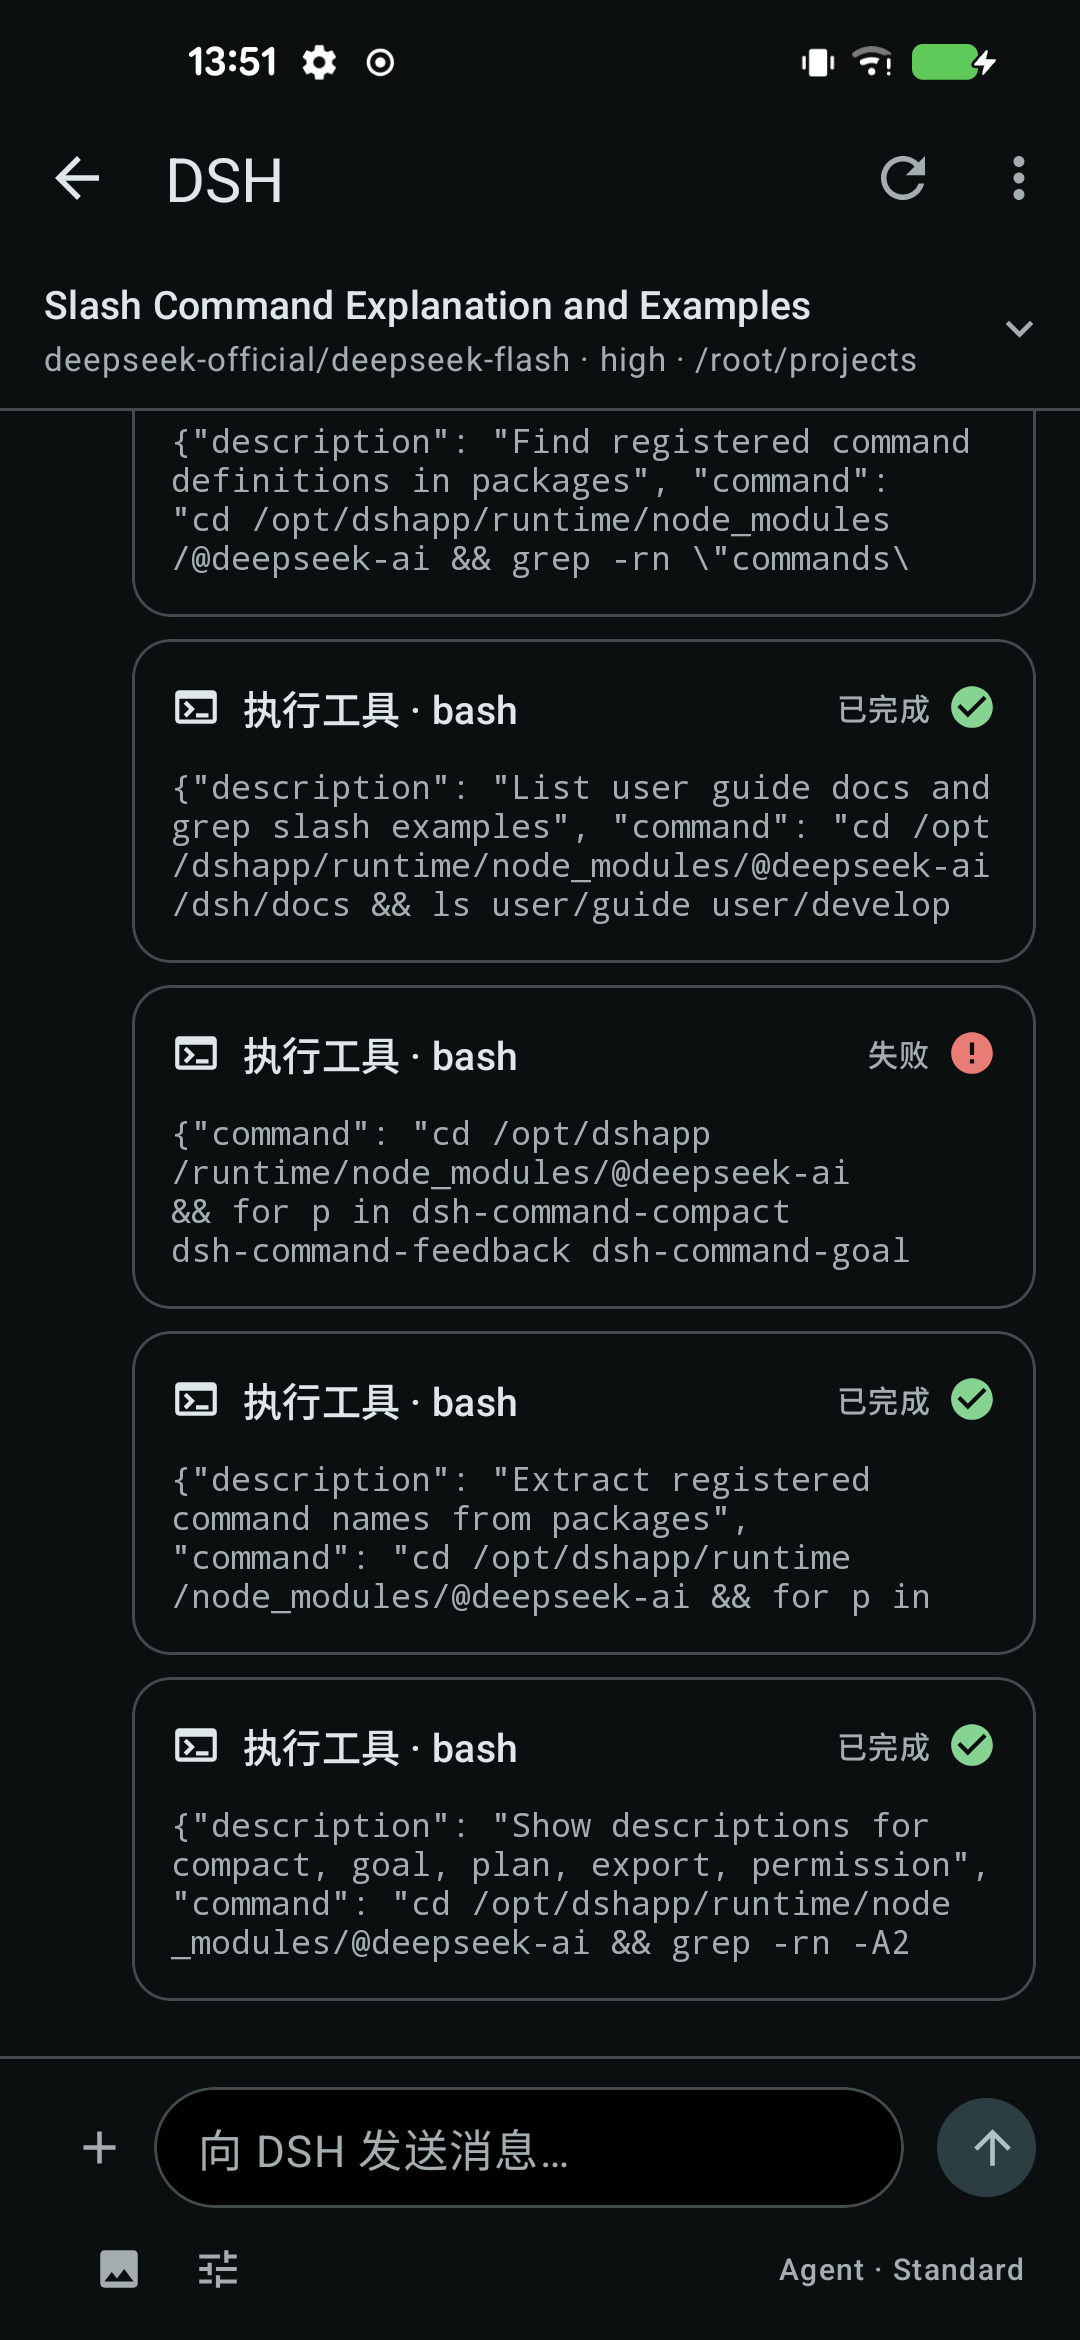 13:51
DSH
Slash Command Explanation and Examples
deepseek-official/deepseek-flash · high · /root/projects
{"description": "Find registered command
definitions in packages", "command":
"cd /opt/dshapp/runtime/node_modules
/@deepseek-ai && grep -rn \"commands\
执行工具 · bash
已完成
{"description": "List user guide docs and
grep slash examples", "command": "cd /opt
/dshapp/runtime/node_modules/@deepseek-ai
/dsh/docs && ls user/guide user/develop
执行工具 · bash
失败
{"command": "cd /opt/dshapp
/runtime/node_modules/@deepseek-ai
&& for p in dsh-command-compact
dsh-command-feedback dsh-command-goal
执行工具 · bash
已完成
{"description": "Extract registered
command names from packages",
"command": "cd /opt/dshapp/runtime
/node_modules/@deepseek-ai && for p in
执行工具 · bash
已完成
{"description": "Show descriptions for
compact, goal, plan, export, permission",
"command": "cd /opt/dshapp/runtime/node
_modules/@deepseek-ai && grep -rn -A2
向 DSH 发送消息...
Agent · Standard